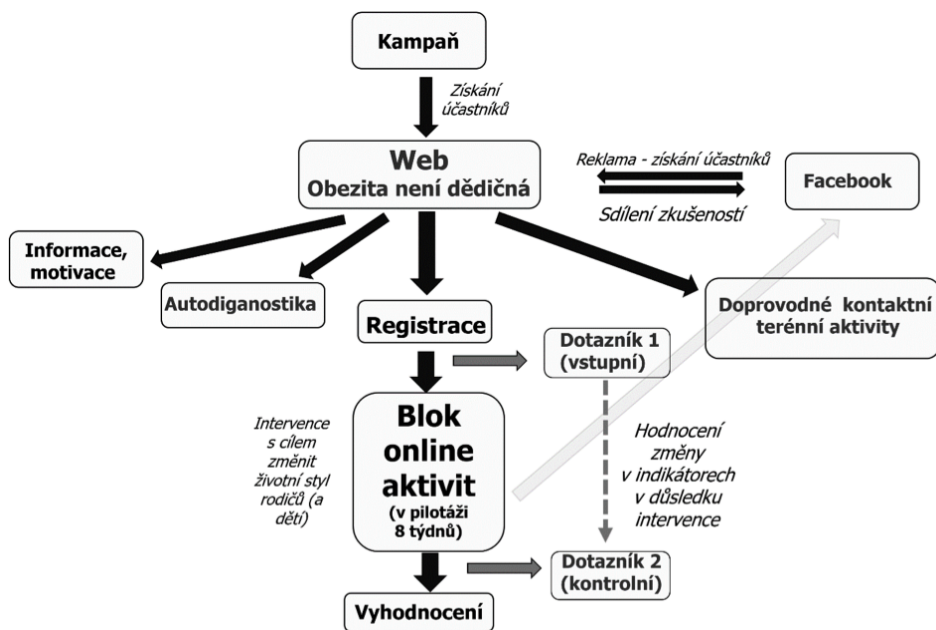 Kampaň
Získání
účastníků
Web
Obezita není dědičná
Reklama - získání účastníků
Sdílení zkušeností
Facebook
Informace,
motivace
Autodiganostika
Registrace
Doprovodné kontaktní
terénní aktivity
Dotazník 1
(vstupní)
Intervence
s cílem
změnit
životní styl
rodičů (a
dětí)
Blok
online
aktivit
(v pilotáži
8 týdnů)
Hodnocení
změny
v indikátorech
v důsledku
intervence
Dotazník 2
(kontrolní)
Vyhodnocení